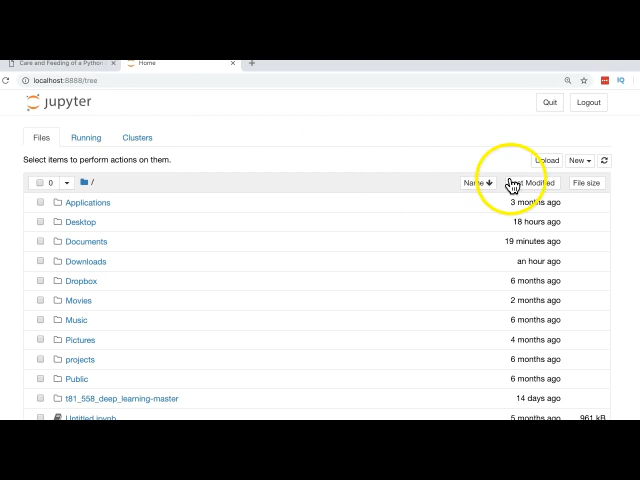 Care and Feeding of a Python
Home
localhost:8888/tree
IQ
jupyter
Quit
Logout
Files
Running
Clusters
Select items to perform actions on them.
Upload
New
0
/
Name
Modified
File size
Applications
3 months ago
Desktop
18 hours ago
Documents
19 minutes ago
Downloads
an hour ago
Dropbox
6 months ago
Movies
2 months ago
Music
6 months ago
Pictures
4 months ago
projects
6 months ago
Public
6 months ago
t81_558_deep_learning-master
14 days ago
Untitled.ipynb
5 months ago
961 kB